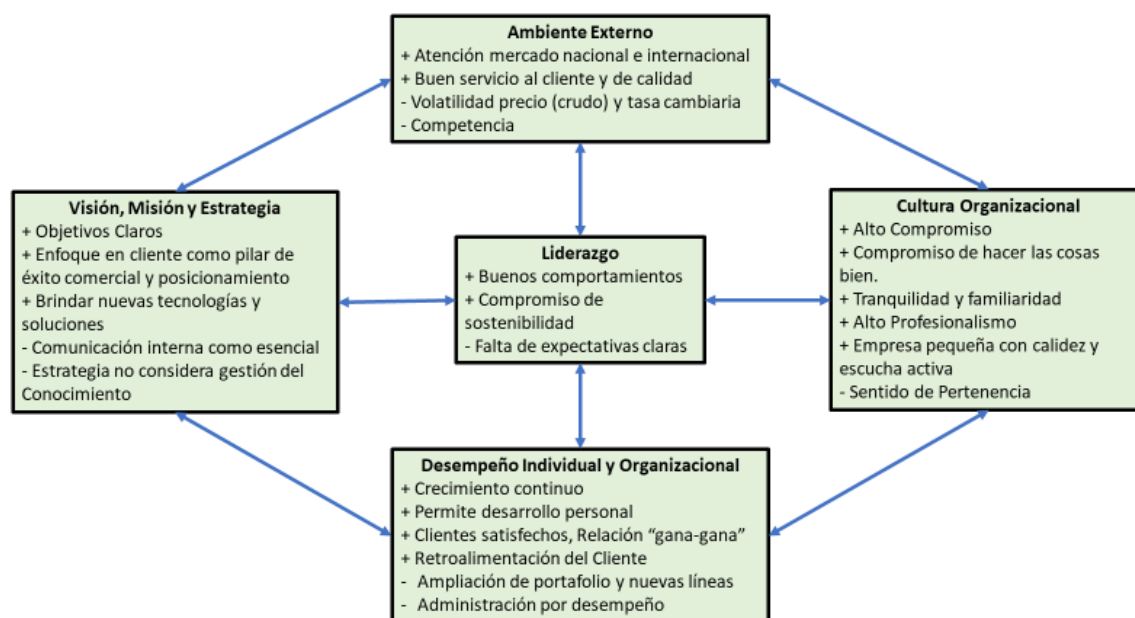 Ambiente Externo
+ Atención mercado nacional e internacional
+ Buen servicio al cliente y de calidad
- Volatilidad precio (crudo) y tasa cambiaria
- Competencia
Visión, Misión y Estrategia
+ Objetivos Claros
+ Enfoque en cliente como pilar de
éxito comercial y posicionamiento
+ Brindar nuevas tecnologías y
soluciones
- Comunicación interna como esencial
- Estrategia no considera gestión del
Conocimiento
Liderazgo
+ Buenos comportamientos
+ Compromiso de
sostenibilidad
- Falta de expectativas claras
Cultura Organizacional
+ Alto Compromiso
+ Compromiso de hacer las cosas
bien.
+ Tranquilidad y familiaridad
+ Alto Profesionalismo
+ Empresa pequeña con calidez y
escucha activa
- Sentido de Pertenencia
Desempeño Individual y Organizacional
+ Crecimiento continuo
+ Permite desarrollo personal
+ Clientes satisfechos, Relación “gana-gana”
+ Retroalimentación del Cliente
- Ampliación de portafolio y nuevas líneas
- Administración por desempeño